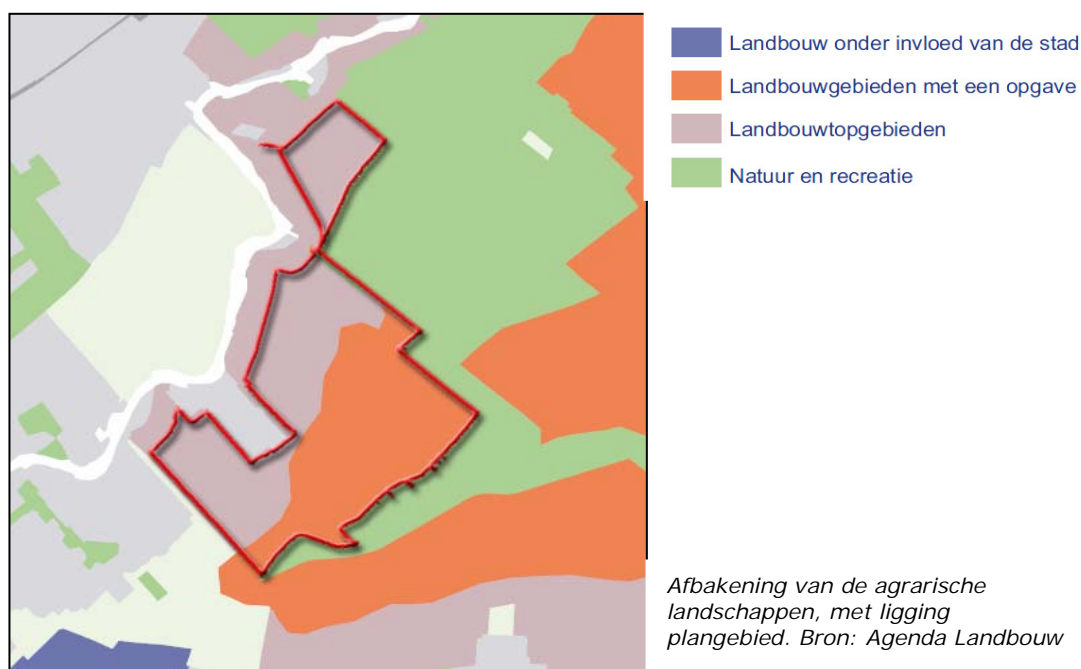 Landbouw onder invloed van de stad
Landbouwgebieden met een opgave
Landbouwtopgebieden
Natuur en recreatie
Afbakening van de agrarische
landschappen, met ligging
plangebied. Bron: Agenda Landbouw